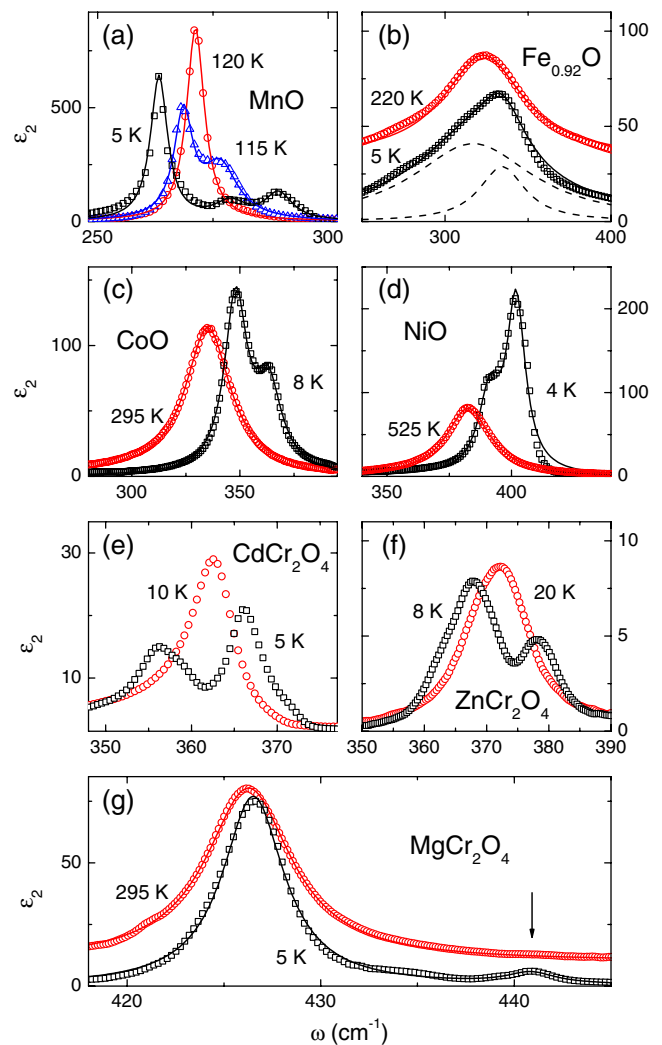 (a)
120 K
MnO
5 K
115 K
ε₂
500
0
250
300
(b)
Fe₀.₉₂O
220 K
5 K
100
50
0
300
400
(c)
CoO
295 K
8 K
ε₂
100
0
300
350
(d)
NiO
4 K
525 K
200
100
0
350
400
(e)
CdCr₂O₄
10 K
5 K
ε₂
30
10
350
360
370
(f)
8 K
20 K
ZnCr₂O₄
10
5
0
350
360
370
380
390
(g)
MgCr₂O₄
295 K
5 K
ε₂
50
0
420
430
440
ω (cm⁻¹)